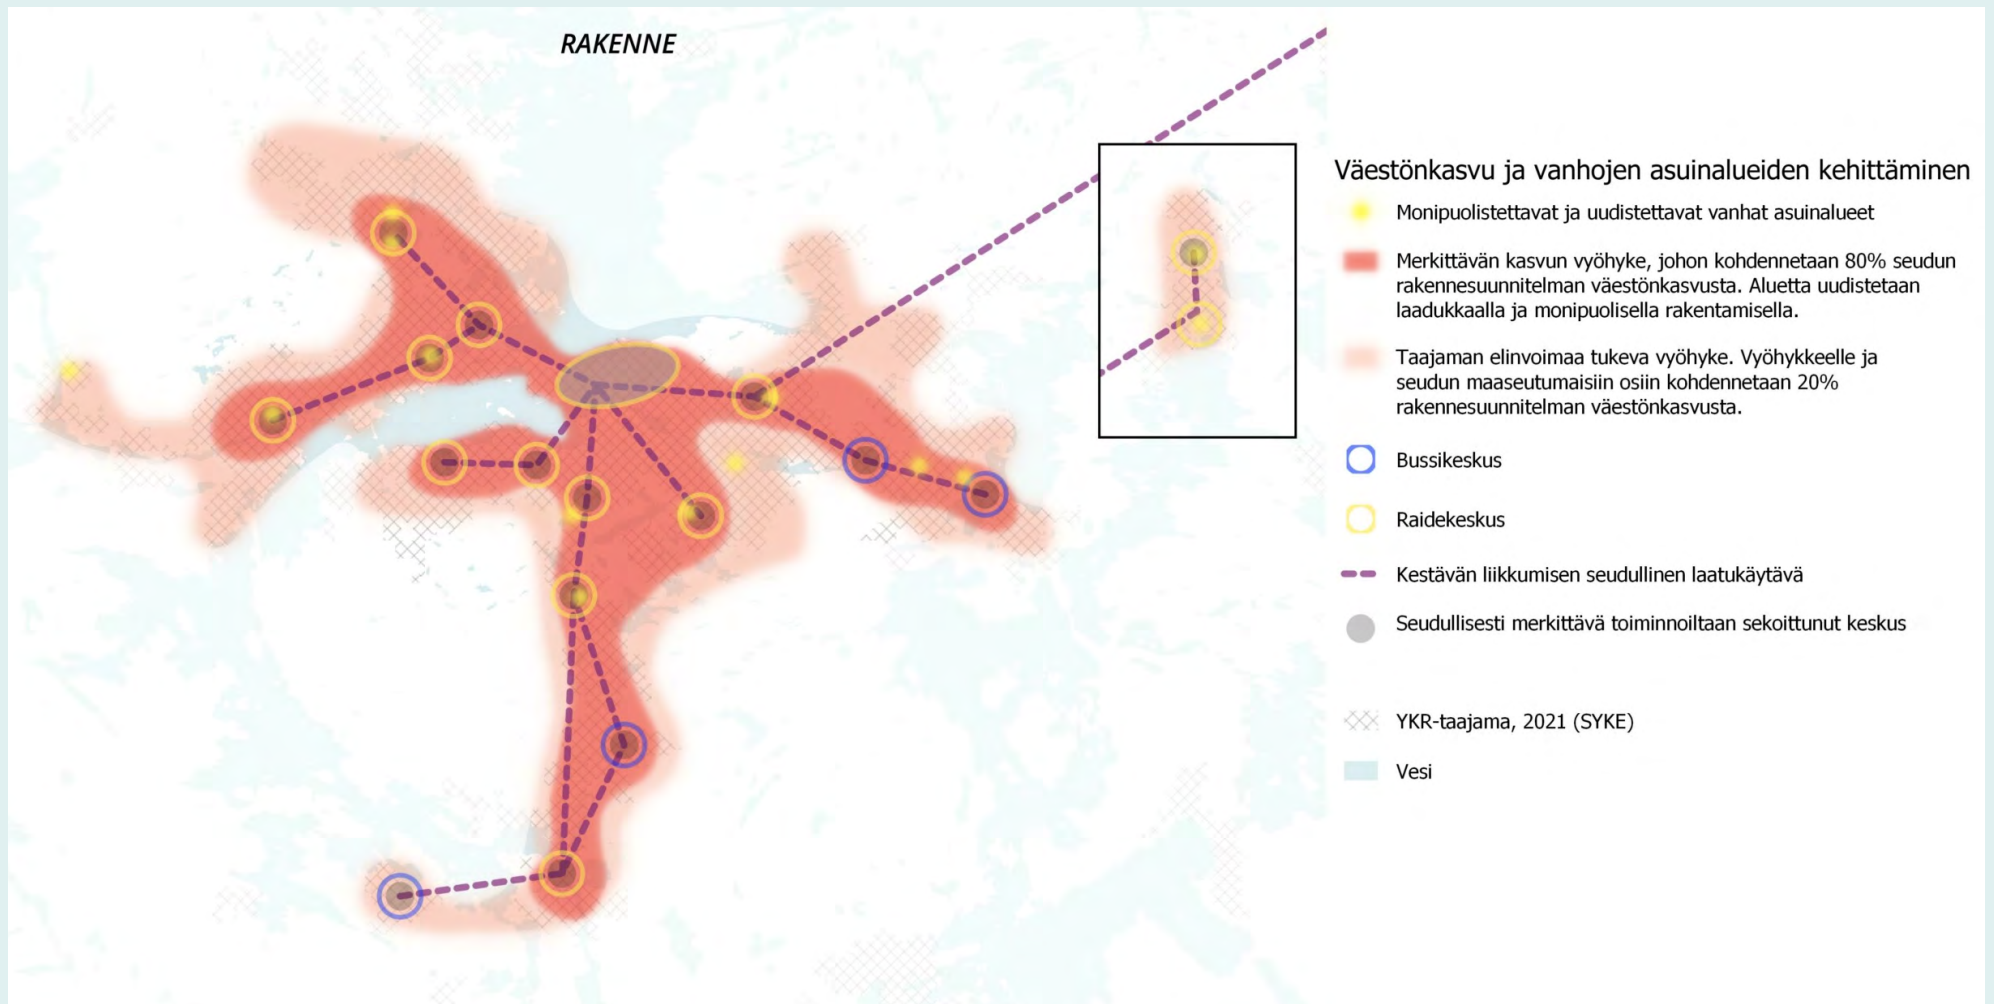 RAKENNE
Väestönkasvu ja vanhojen asuinalueiden kehittäminen
Monipuolistettavat ja uudistettavat vanhat asuinalueet
Merkittävän kasvun vyöhyke, johon kohdennetaan 80% seudun
rakennesuunnitelman väestönkasvusta. Aluetta uudistetaan
laadukkaalla ja monipuolisella rakentamisella.
Taajaman elinvoimaa tukeva vyöhyke. Vyöhykkeelle ja
seudun maaseutumaisiin osiin kohdennetaan 20%
rakennesuunnitelman väestönkasvusta.
Bussikeskus
Raidekeskus
Kestävän liikkumisen seudullinen laatukäytävä
Seudullisesti merkittävä toiminnoiltaan sekoittunut keskus
YKR-taajama, 2021 (SYKE)
Vesi